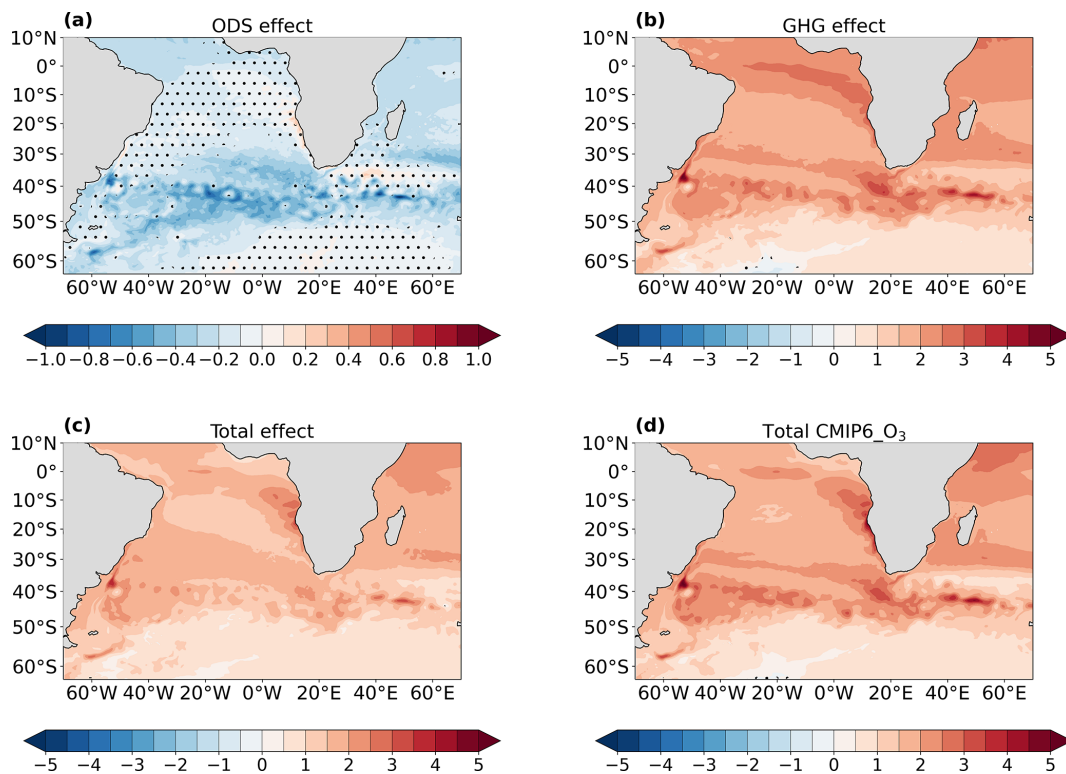 (a) ODS effect
10°N
0°
10°S
20°S
30°S
40°S
50°S
60°S
60°W 40°W 20°W 0°W 20°E 40°E 60°E
−1.0 −0.8 −0.6 −0.4 −0.2 0.0 0.2 0.4 0.6 0.8 1.0
(b) GHG effect
10°N
0°
10°S
20°S
30°S
40°S
50°S
60°S
60°W 40°W 20°W 0°W 20°E 40°E 60°E
−5 −4 −3 −2 −1 0 1 2 3 4 5
(c) Total effect
10°N
0°
10°S
20°S
30°S
40°S
50°S
60°S
60°W 40°W 20°W 0°W 20°E 40°E 60°E
−5 −4 −3 −2 −1 0 1 2 3 4 5
(d) Total CMIP6_O₃
10°N
0°
10°S
20°S
30°S
40°S
50°S
60°S
60°W 40°W 20°W 0°W 20°E 40°E 60°E
−5 −4 −3 −2 −1 0 1 2 3 4 5